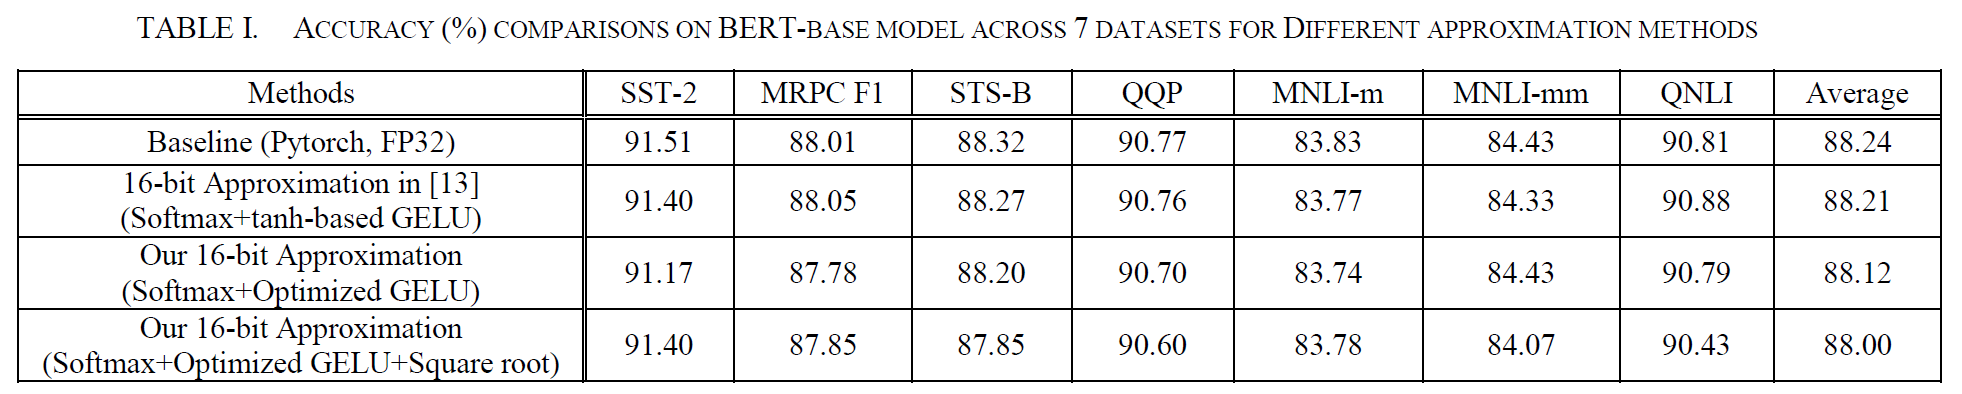 TABLE I. ACCURACY (%) COMPARISONS ON BERT-BASE MODEL ACROSS 7 DATASETS FOR DIFFERENT APPROXIMATION METHODS
Methods SST-2 MRPC F1 STS-B QQP MNLI-m MNLI-mm QNLI Average
Baseline (Pytorch, FP32) 91.51 88.01 88.32 90.77 83.83 84.43 90.81 88.24
16-bit Approximation in [13]
(Softmax+tanh-based GELU) 91.40 88.05 88.27 90.76 83.77 84.33 90.88 88.21
Our 16-bit Approximation
(Softmax+Optimized GELU) 91.17 87.78 88.20 90.70 83.74 84.43 90.79 88.12
Our 16-bit Approximation
(Softmax+Optimized GELU+Square root) 91.40 87.85 87.85 90.60 83.78 84.07 90.43 88.00